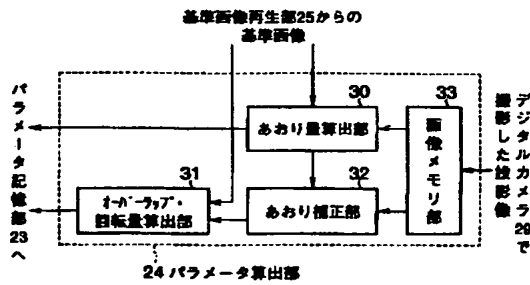 基準画像再生部25からの
基準画像
パラメータ記憶部23へ
30
あおり量算出部
31
オーバーラップ・
回転量算出部
32
あおり補正部
33
画像メモリ部
デジタルカメラ29で
撮影した投影像
24 パラメータ算出部